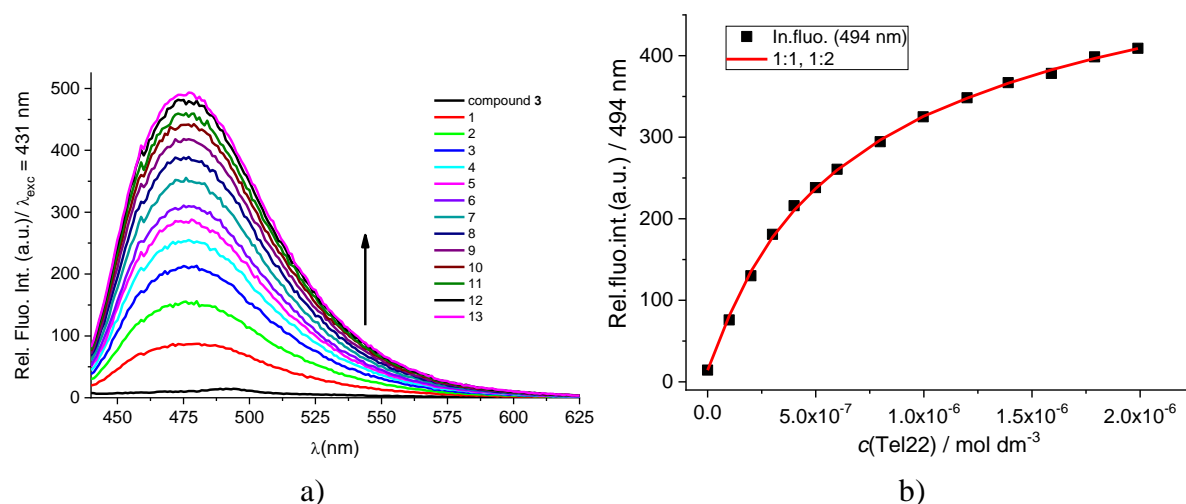 Rel. Fluo. Int. (a.u.)/ λexc = 431 nm
500
400
300
200
100
0
450
475
500
525
550
575
600
625
λ(nm)
compound 3
1
2
3
4
5
6
7
8
9
10
11
12
13
a)
Rel.fluo.int.(a.u.) / 494 nm
400
300
200
100
0
In.fluo. (494 nm)
1:1, 1:2
0.0
5.0x10-7
1.0x10-6
1.5x10-6
2.0x10-6
c(Tel22) / mol dm-3
b)